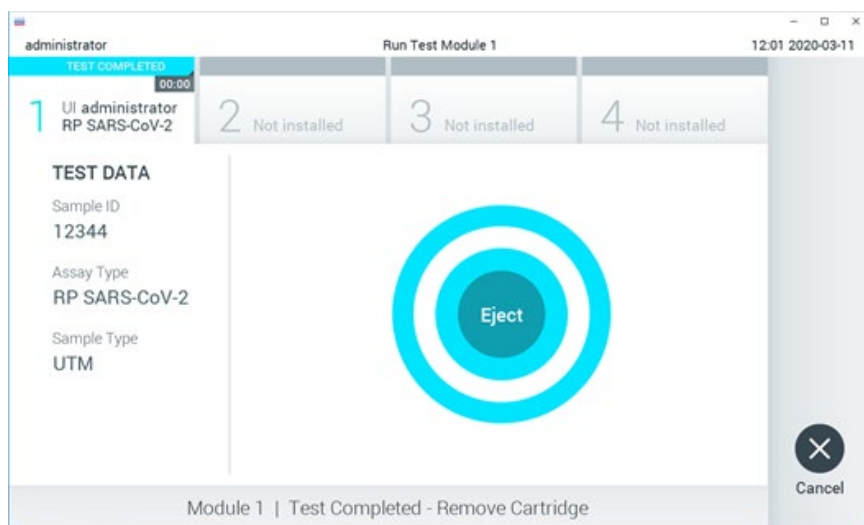 administrator Run Test Module 1 12:01 2020-03-11
TEST COMPLETED
00:00
1 UI administrator
RP SARS-CoV-2
2 Not installed
3 Not installed
4 Not installed
TEST DATA
Sample ID
12344
Assay Type
RP SARS-CoV-2
Sample Type
UTM
Eject
Cancel
Module 1 | Test Completed - Remove Cartridge